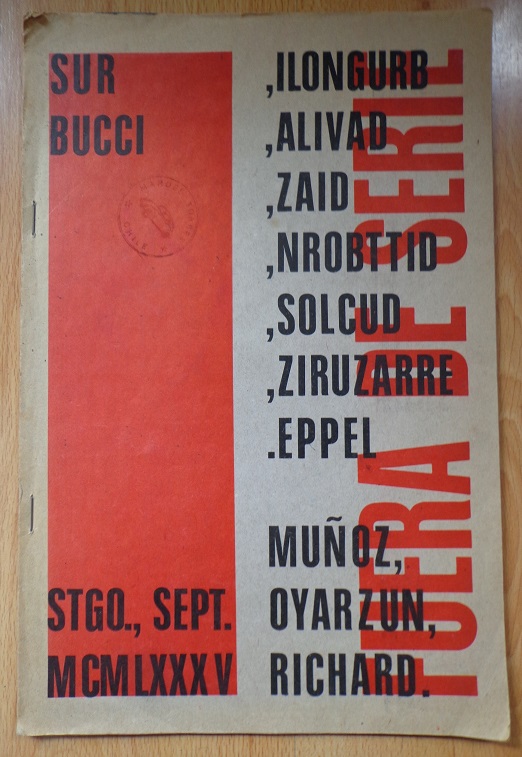 SUR
BUCCI
STGO., SEPT.
MCMLXXXV
,ILONGURB
,ALIVAD
,ZAID
,NROBTTID
,SOLCUD
,ZIRUZARRE
.EPPEL
MUÑOZ,
OYARZUN,
RICHARD.
FUERA DE SERIE